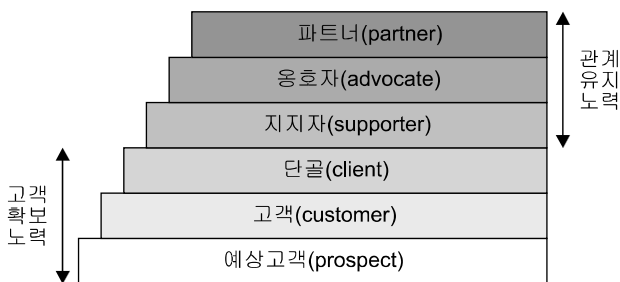 파트너(partner)
옹호자(advocate)
지지자(supporter)
단골(client)
고객(customer)
예상고객(prospect)
관계
유지
노력
고객
확보
노력